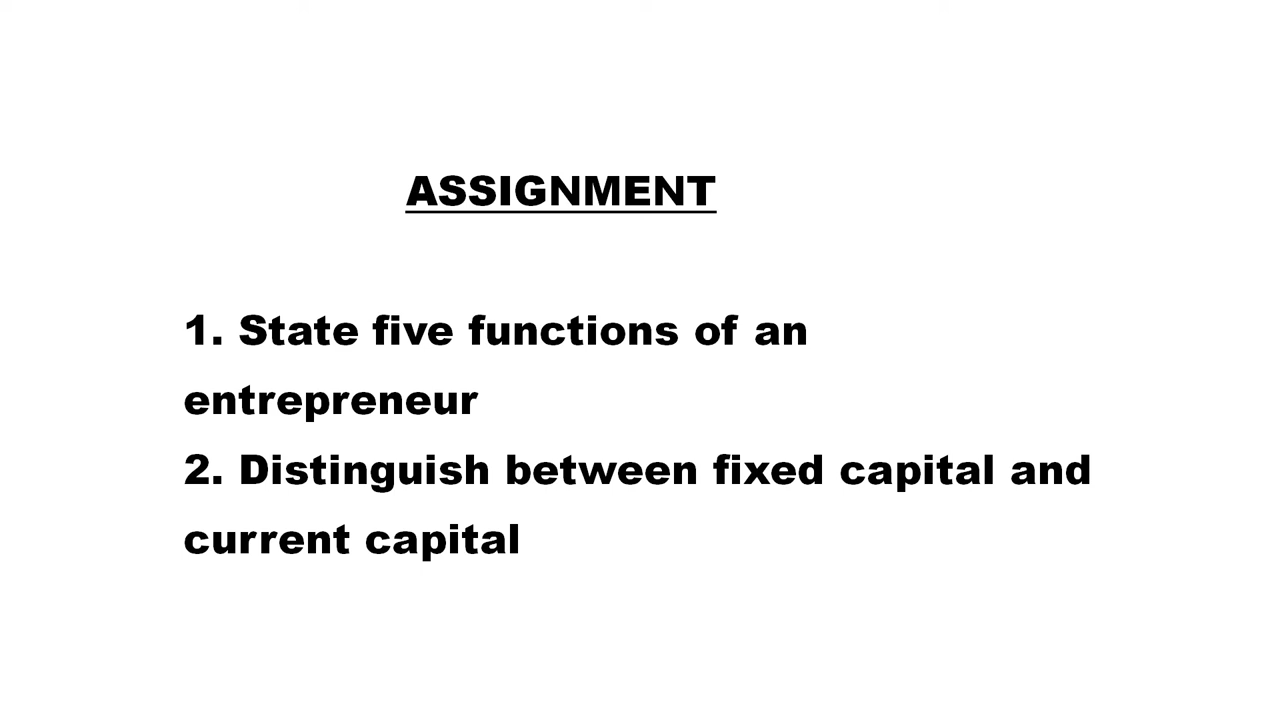 ASSIGNMENT
1. State five functions of an
entrepreneur
2. Distinguish between fixed capital and
current capital